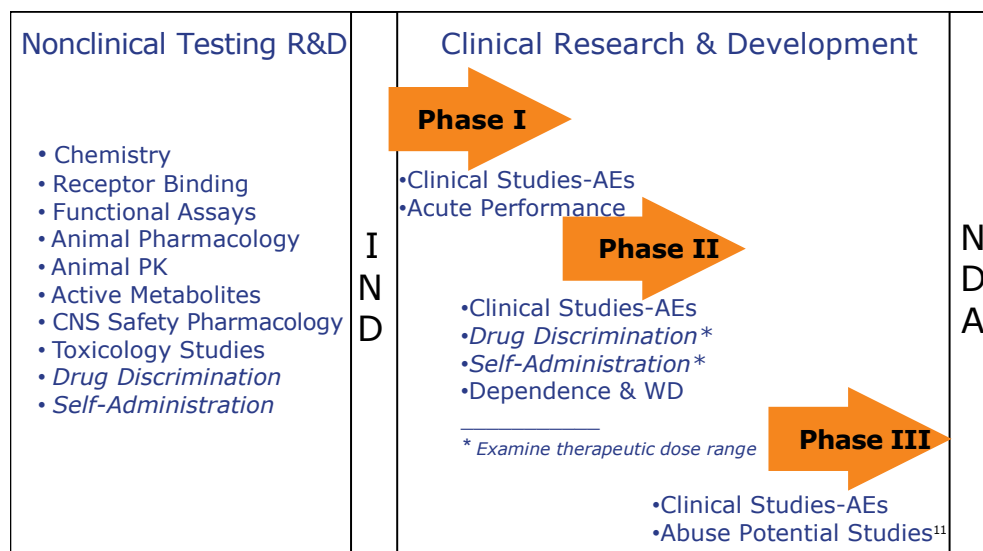 Nonclinical Testing R&D
• Chemistry
• Receptor Binding
• Functional Assays
• Animal Pharmacology
• Animal PK
• Active Metabolites
• CNS Safety Pharmacology
• Toxicology Studies
• Drug Discrimination
• Self-Administration
I
N
D
Clinical Research & Development
Phase I
•Clinical Studies-AEs
•Acute Performance
Phase II
•Clinical Studies-AEs
•Drug Discrimination*
•Self-Administration*
•Dependence & WD
* Examine therapeutic dose range
Phase III
•Clinical Studies-AEs
•Abuse Potential Studies11
N
D
A